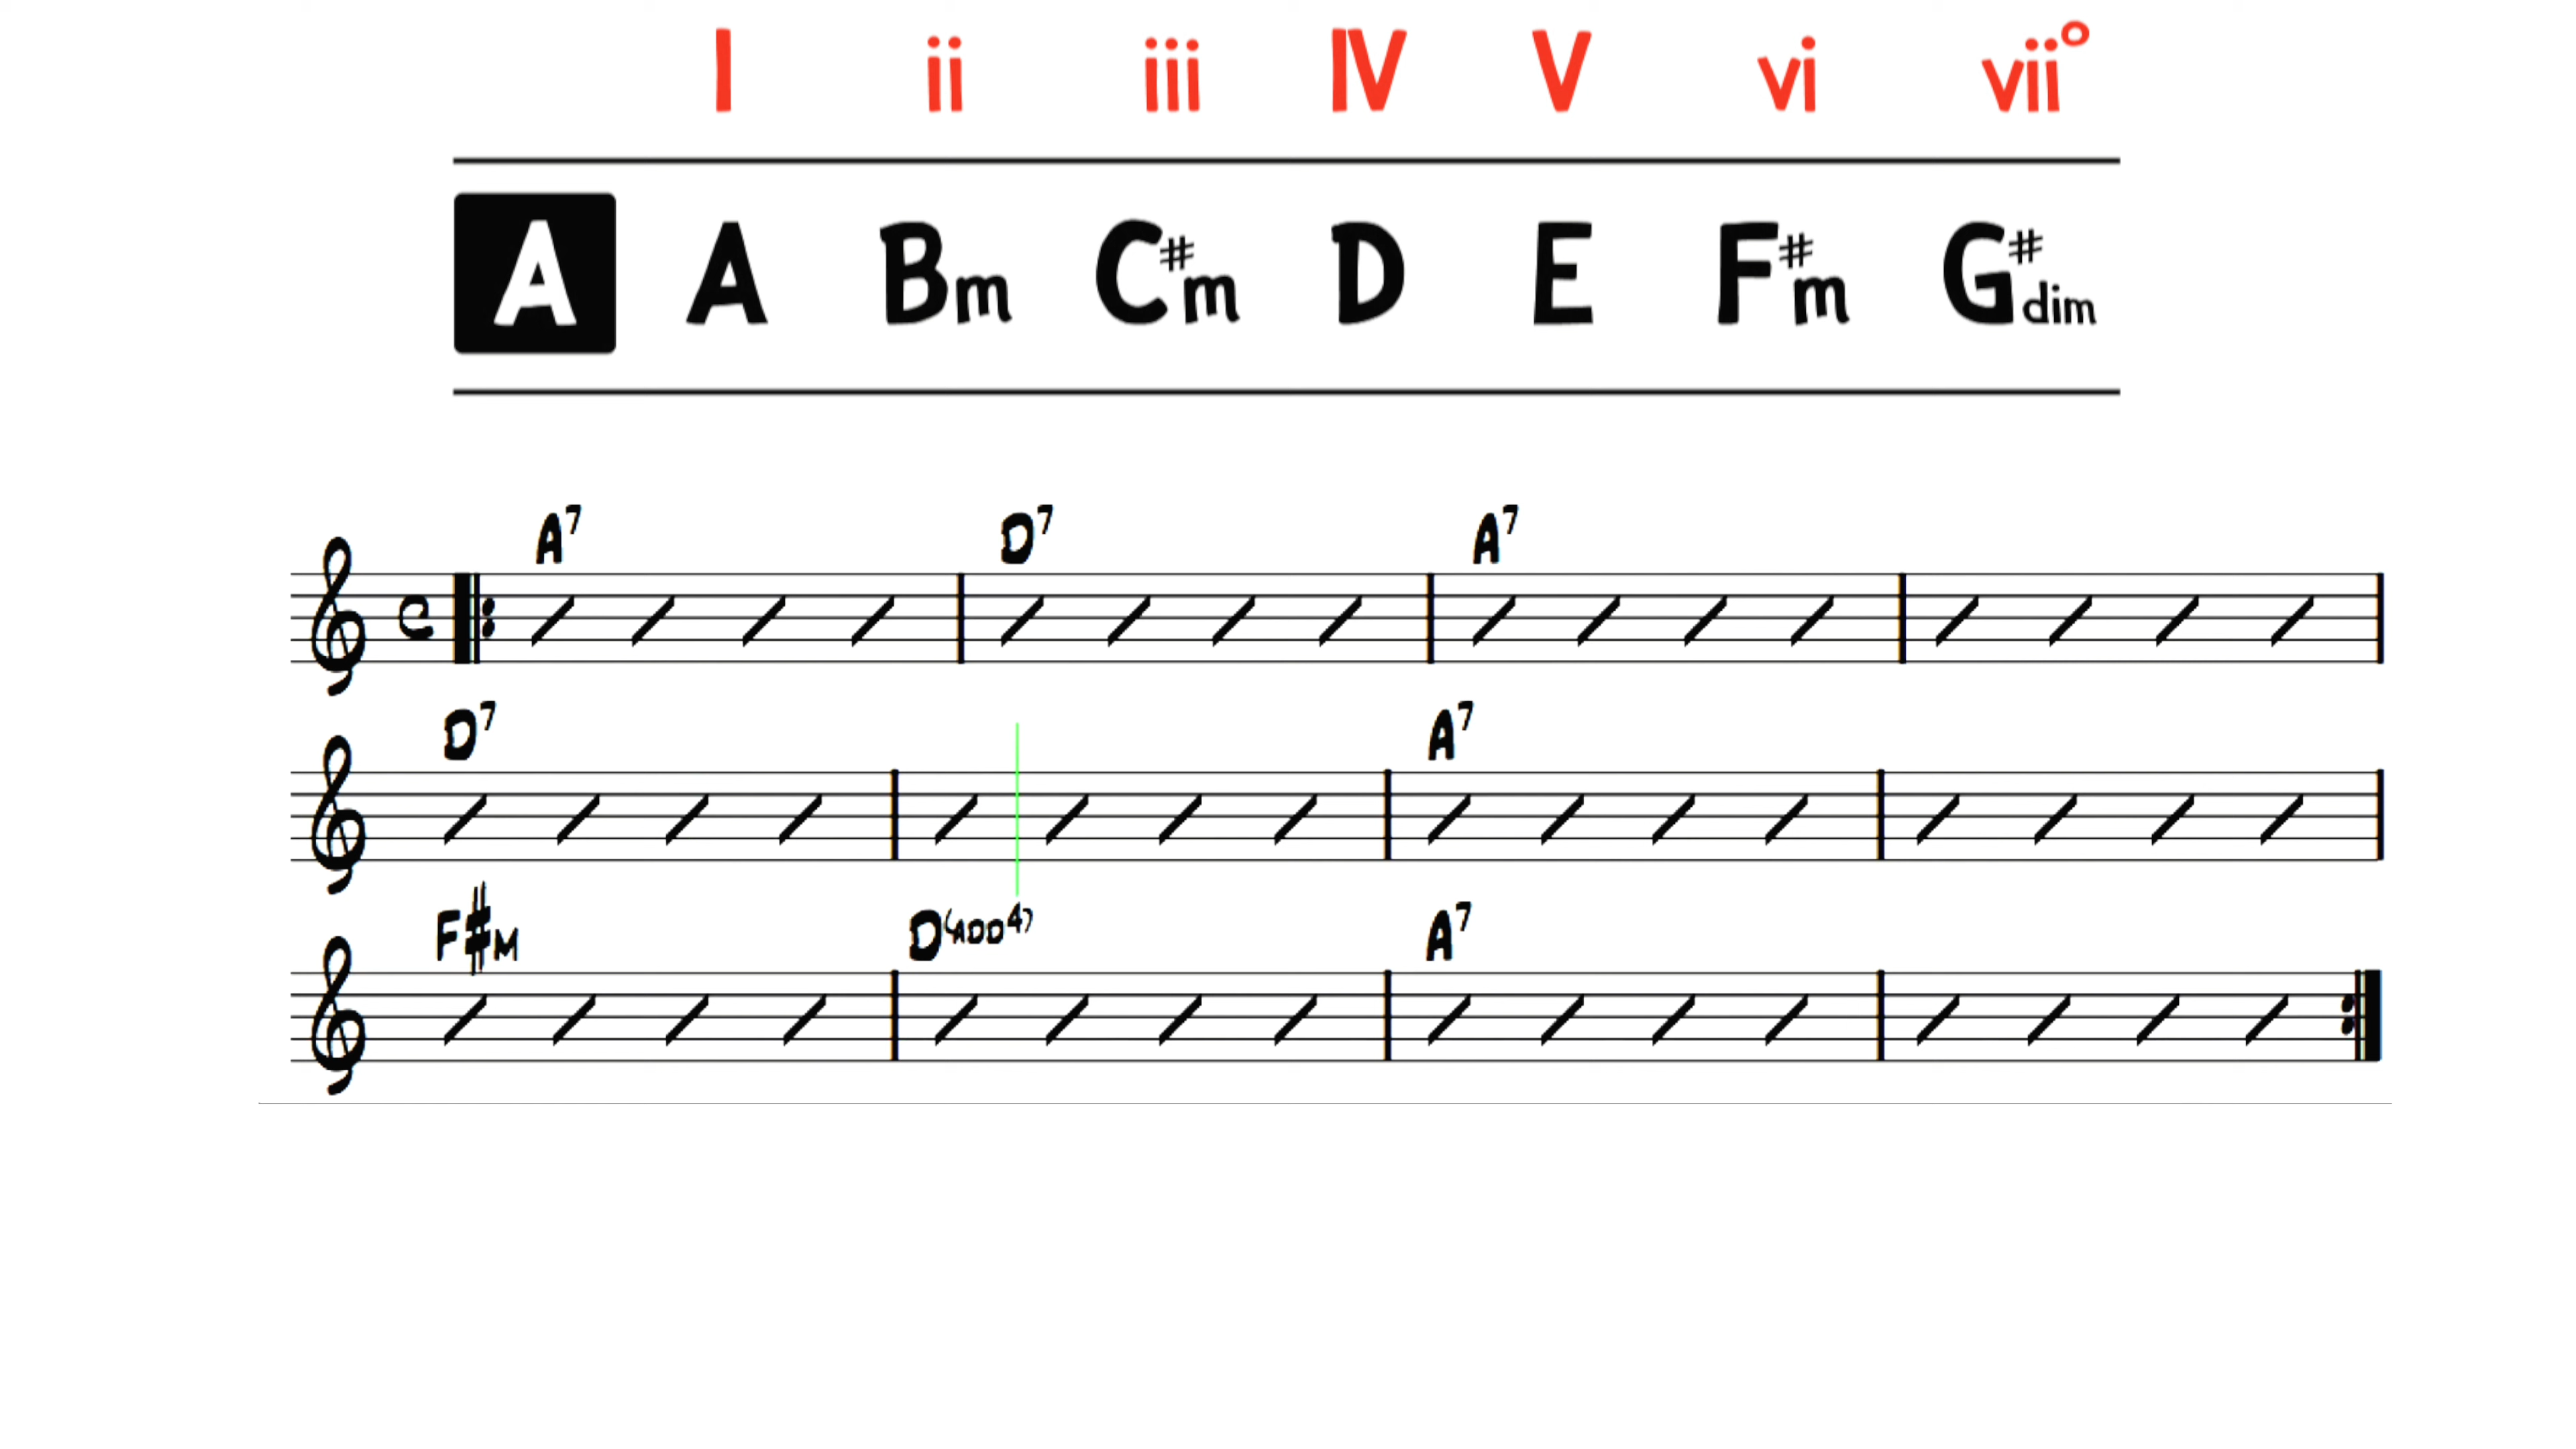 I ii iii IV V vi vii°
A A Bm C#m D E F#m G#dim
A7 D7 A7
D7 A7
F#M D(ADD4) A7